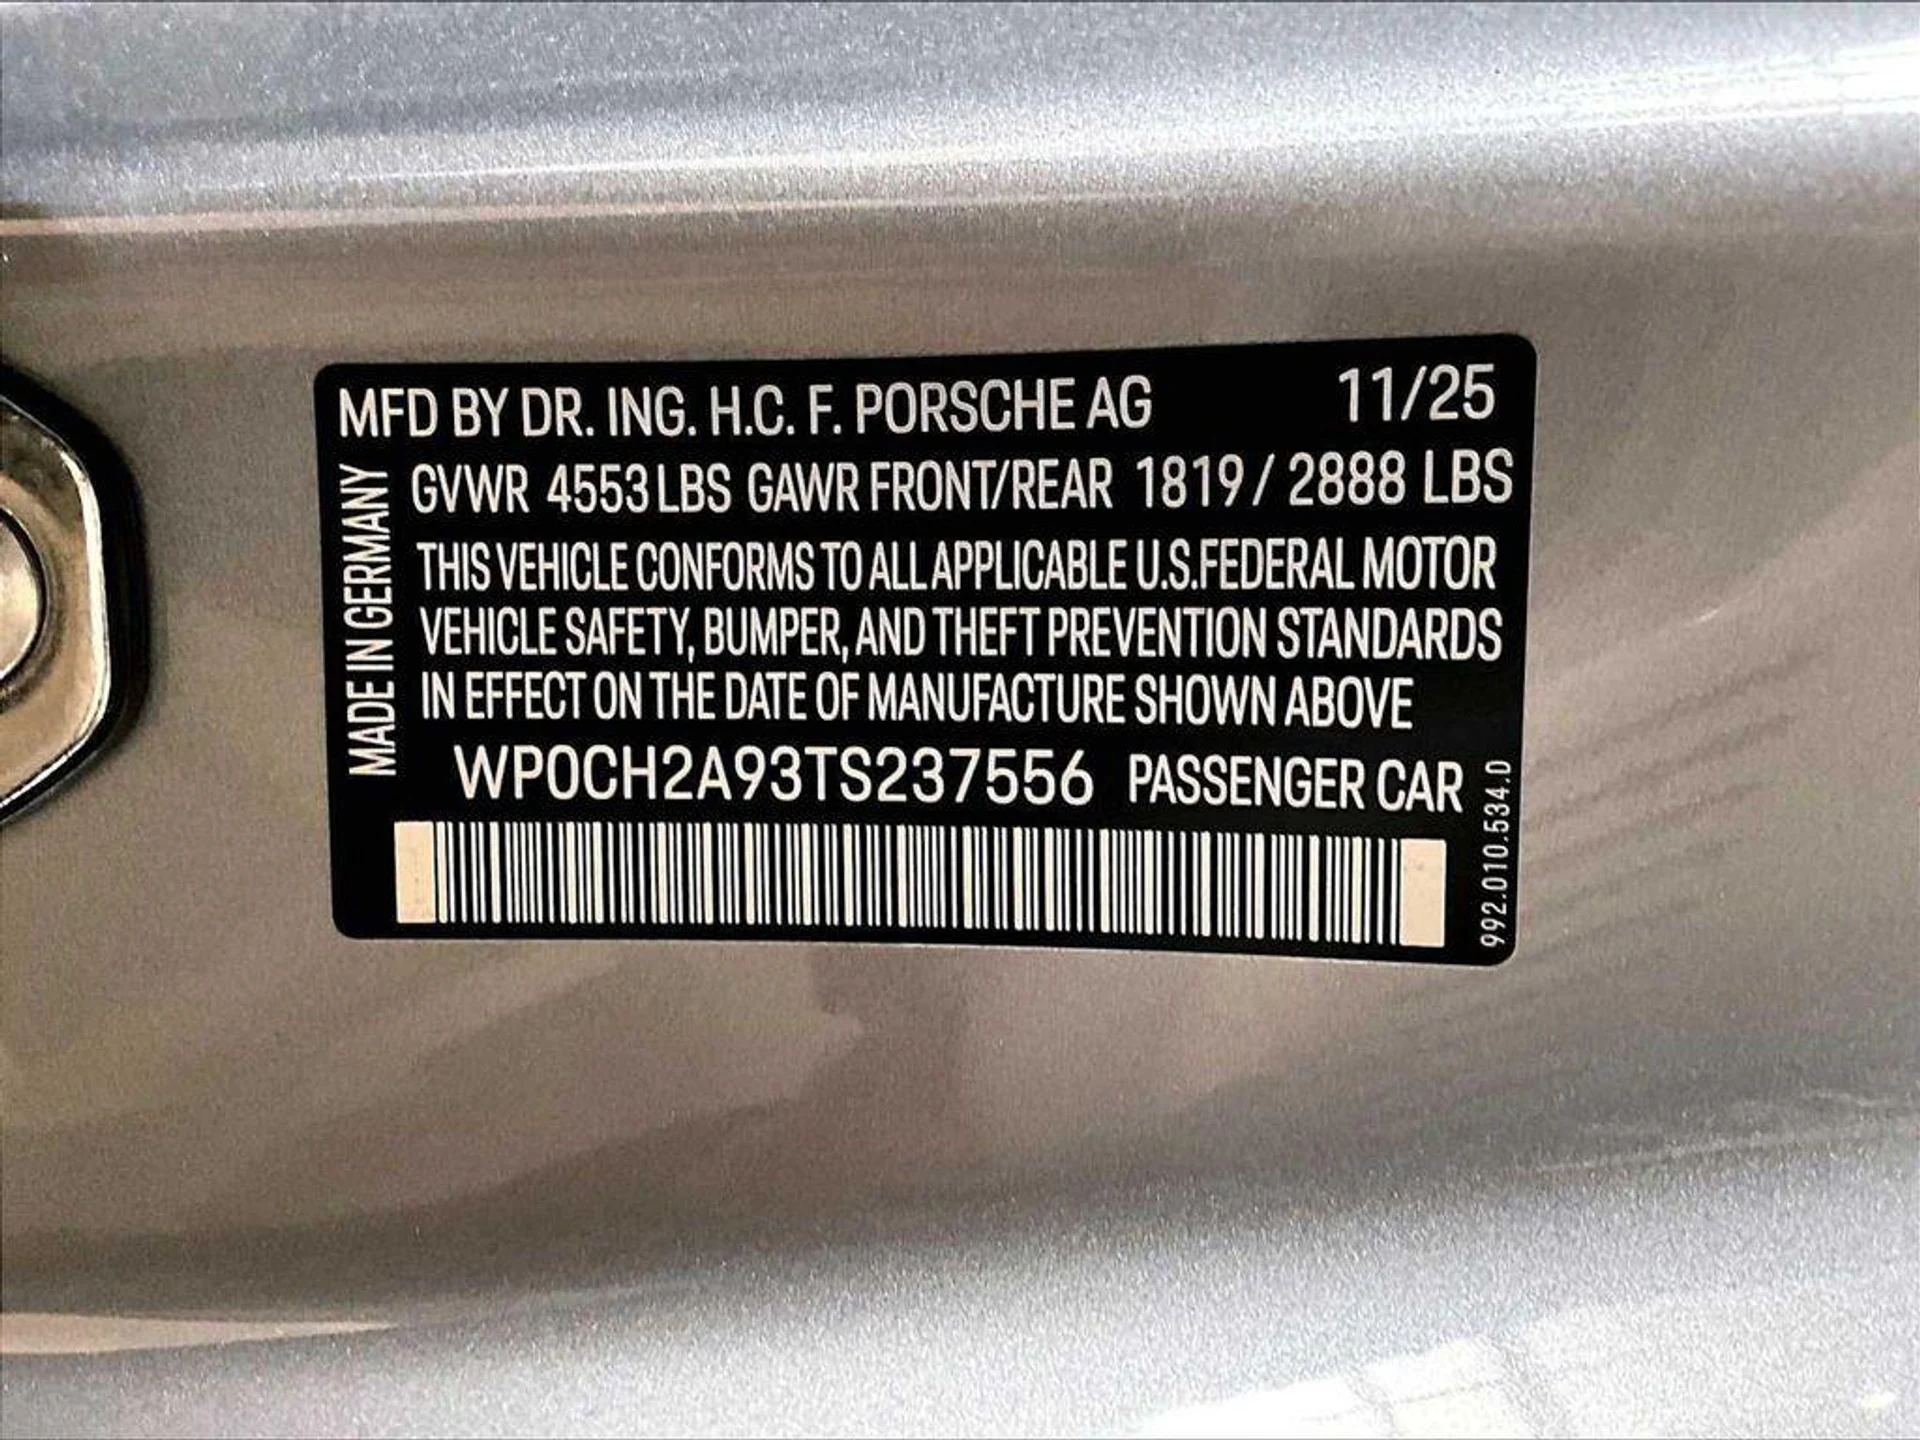 MFD BY DR. ING. H.C. F. PORSCHE AG 11/25
GVWR 4553 LBS GAWR FRONT/REAR 1819 / 2888 LBS
THIS VEHICLE CONFORMS TO ALL APPLICABLE U.S.FEDERAL MOTOR
VEHICLE SAFETY, BUMPER, AND THEFT PREVENTION STANDARDS
IN EFFECT ON THE DATE OF MANUFACTURE SHOWN ABOVE
WP0CH2A93TS237556 PASSENGER CAR
MADE IN GERMANY
992.010.534.0